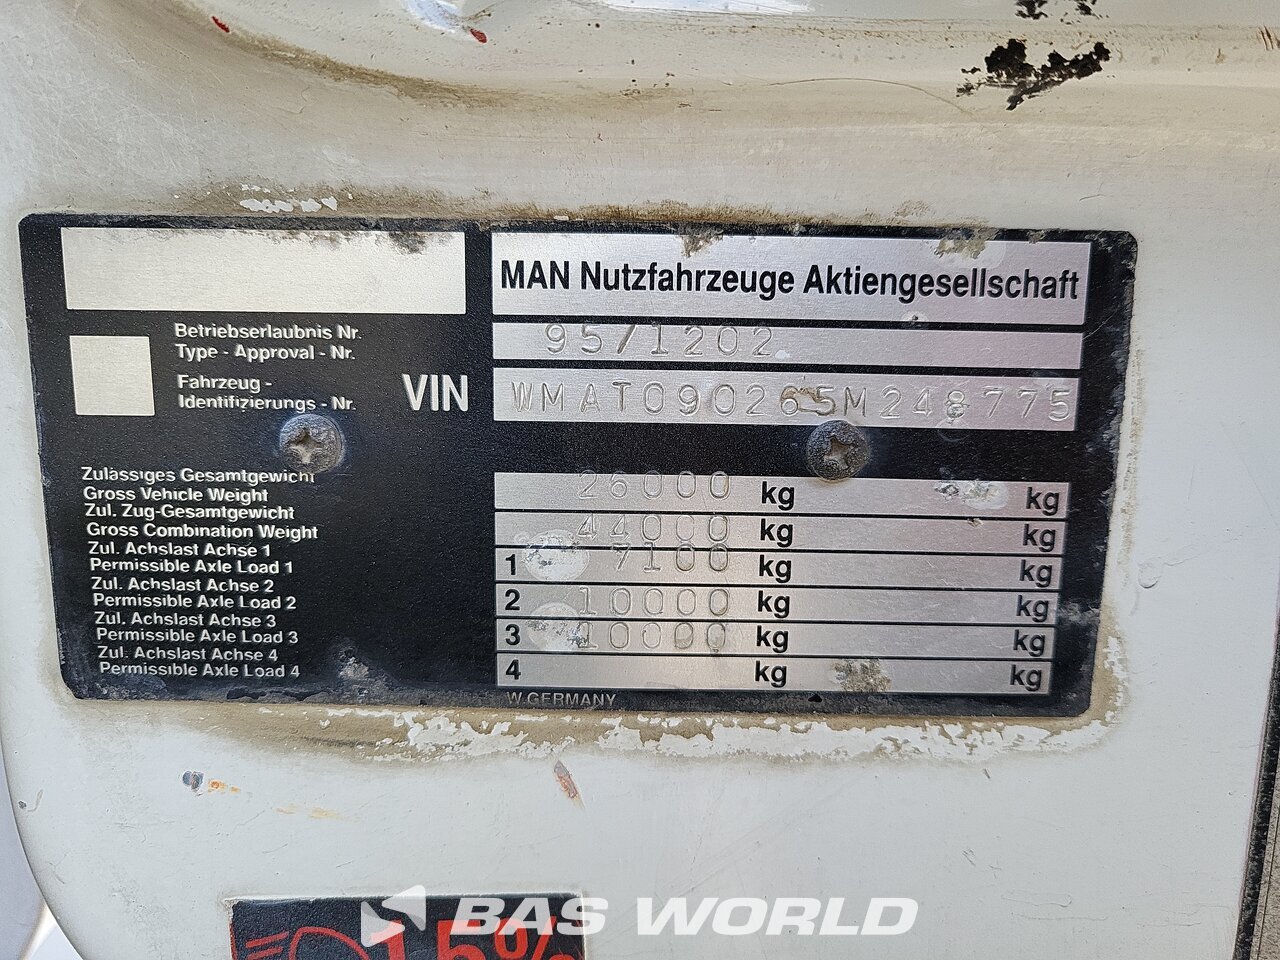 MAN Nutzfahrzeuge Aktiengesellschaft
Betriebserlaubnis Nr.
Type - Approval - Nr.
95/1202
Fahrzeug -
Identifizierungs - Nr.
VIN
WMAT090265M248775
Zulässiges Gesamtgewicht
Gross Vehicle Weight
26000 kg kg
Zul. Zug-Gesamtgewicht
Gross Combination Weight
44000 kg kg
Zul. Achslast Achse 1
Permissible Axle Load 1
1 7100 kg kg
Zul. Achslast Achse 2
Permissible Axle Load 2
2 10000 kg kg
Zul. Achslast Achse 3
Permissible Axle Load 3
3 10000 kg kg
Zul. Achslast Achse 4
Permissible Axle Load 4
4 kg kg
W.GERMANY
BAS WORLD
15%